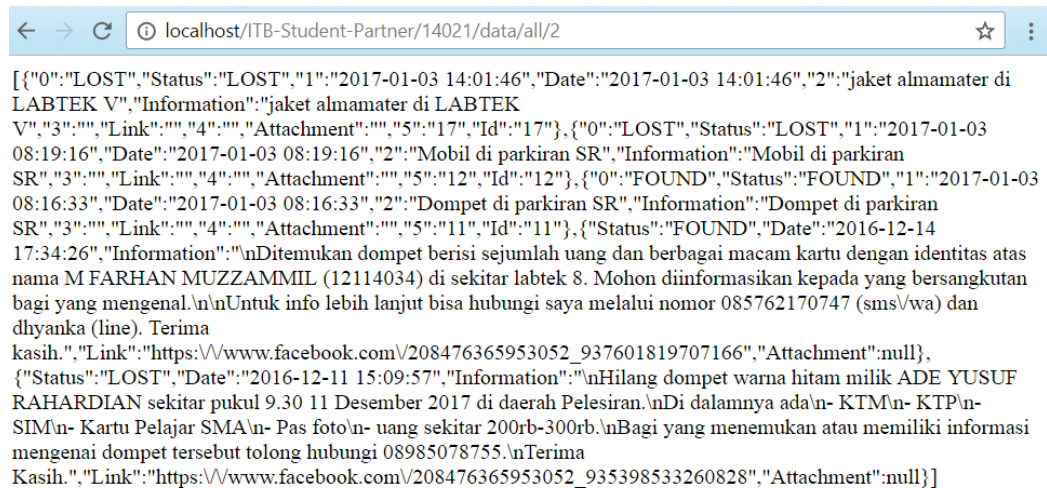 localhost/ITB-Student-Partner/14021/data/all/2
[{"0":"LOST","Status":"LOST","1":"2017-01-03 14:01:46","Date":"2017-01-03 14:01:46","2":"jaket almamater di
LABTEK V","Information":"jaket almamater di LABTEK
V","3":"","Link":"","4":"","Attachment":"","5":"17","Id":"17"},{"0":"LOST","Status":"LOST","1":"2017-01-03
08:19:16","Date":"2017-01-03 08:19:16","2":"Mobil di parkiran SR","Information":"Mobil di parkiran
SR","3":"","Link":"","4":"","Attachment":"","5":"12","Id":"12"},{"0":"FOUND","Status":"FOUND","1":"2017-01-03
08:16:33","Date":"2017-01-03 08:16:33","2":"Dompet di parkiran SR","Information":"Dompet di parkiran
SR","3":"","Link":"","4":"","Attachment":"","5":"11","Id":"11"},{"Status":"FOUND","Date":"2016-12-14
17:34:26","Information":"\nDitemukan dompet berisi sejumlah uang dan berbagai macam kartu dengan identitas atas
nama M FARHAN MUZZAMMIL (12114034) di sekitar labtek 8. Mohon diinformasikan kepada yang bersangkutan
bagi yang mengenal.\n\nUntuk info lebih lanjut bisa hubungi saya melalui nomor 085762170747 (sms\/wa) dan
dhyanka (line). Terima
kasih.","Link":"https:\/\/www.facebook.com\/208476365953052_937601819707166","Attachment":null},
{"Status":"LOST","Date":"2016-12-11 15:09:57","Information":"\nHilang dompet warna hitam milik ADE YUSUF
RAHARDIAN sekitar pukul 9.30 11 Desember 2017 di daerah Pelesiran.\nDi dalamnya ada\n- KTM\n- KTP\n-
SIM\n- Kartu Pelajar SMA\n- Pas foto\n- uang sekitar 200rb-300rb.\nBagi yang menemukan atau memiliki informasi
mengenai dompet tersebut tolong hubungi 08985078755.\nTerima
Kasih.","Link":"https:\/\/www.facebook.com\/208476365953052_935398533260828","Attachment":null}]